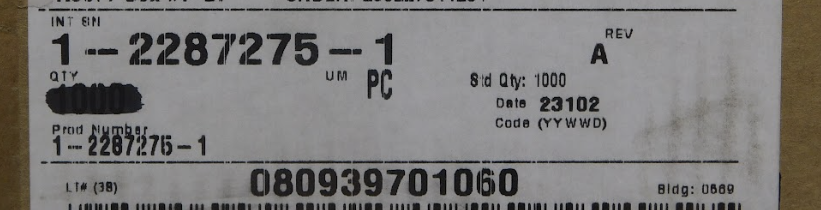 INT SN
1-2287275-1
REV
A
QTY
1000
UM PC
Std Qty: 1000
Date 23102
Code (YYWWD)
Prod Number
1-2287275-1
LT# (3B) 080939701060 Bldg: 0669